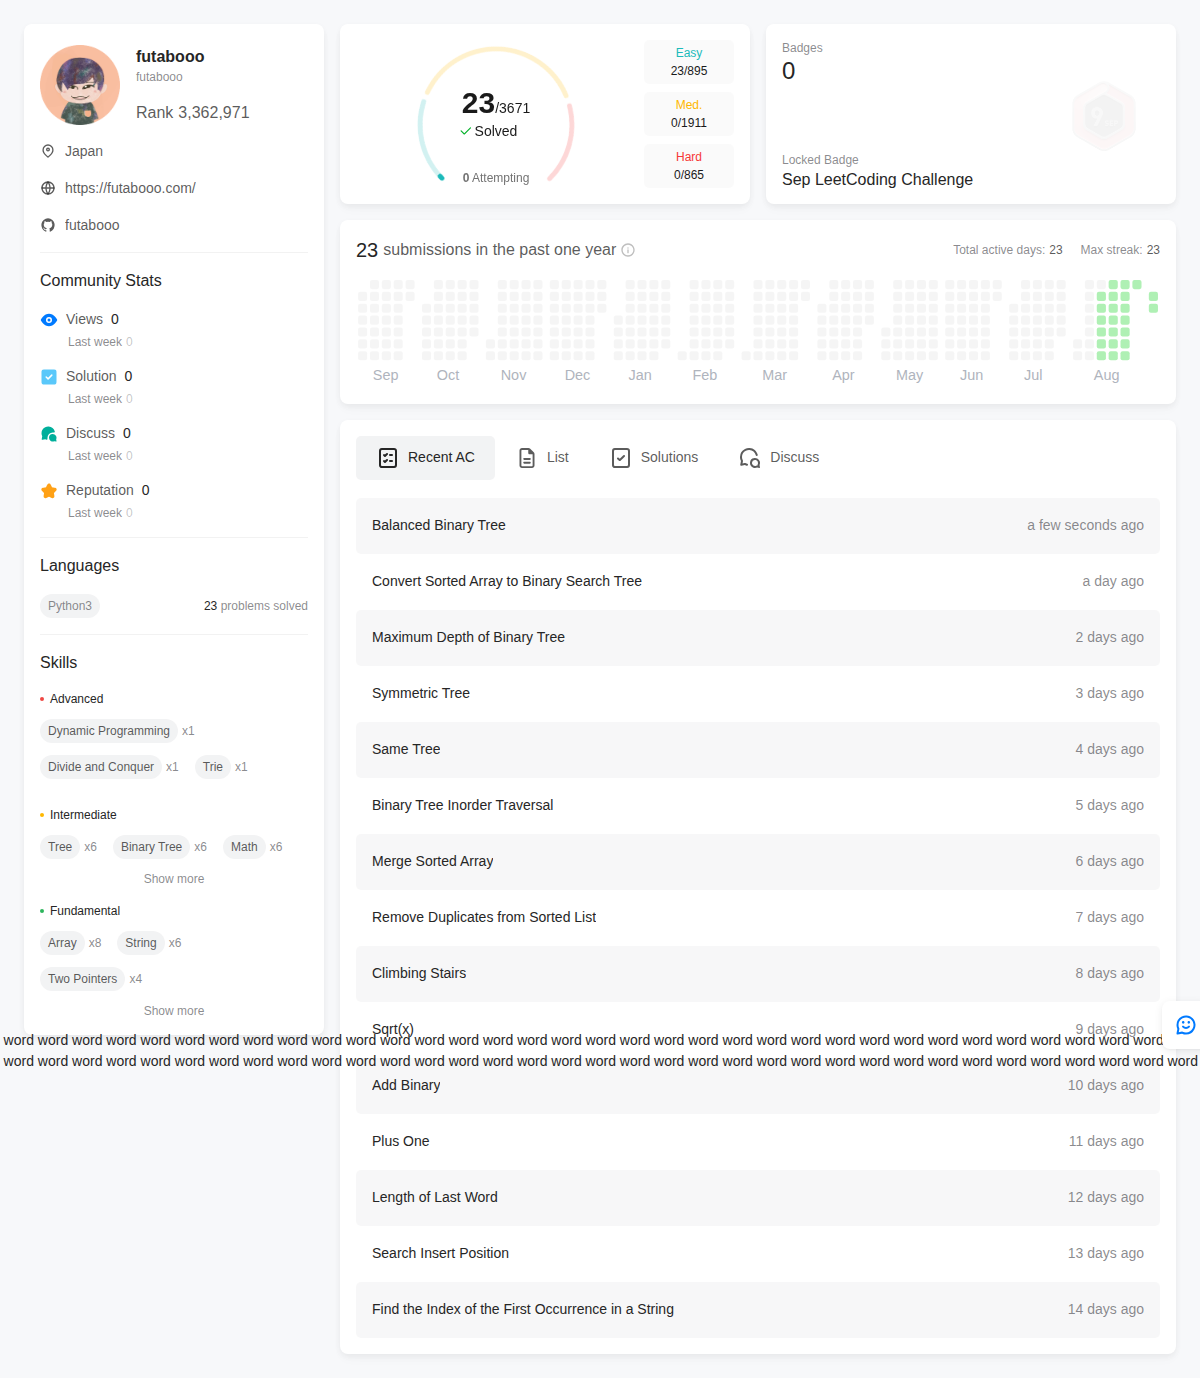 futabooo
futabooo
Rank 3,362,971
Japan
https://futabooo.com/
futabooo
Community Stats
Views 0
Last week 0
Solution 0
Last week 0
Discuss 0
Last week 0
Reputation 0
Last week 0
Languages
Python3 23 problems solved
Skills
Advanced
Dynamic Programming x1
Divide and Conquer x1 Trie x1
Intermediate
Tree x6 Binary Tree x6 Math x6
Show more
Fundamental
Array x8 String x6
Two Pointers x4
Show more
23/3671
Solved
0 Attempting
Easy
23/895
Med.
0/1911
Hard
0/865
Badges
0
Locked Badge
Sep LeetCoding Challenge
23 submissions in the past one year
Total active days: 23 Max streak: 23
Sep Oct Nov Dec Jan Feb Mar Apr May Jun Jul Aug
Recent AC List Solutions Discuss
Balanced Binary Tree a few seconds ago
Convert Sorted Array to Binary Search Tree a day ago
Maximum Depth of Binary Tree 2 days ago
Symmetric Tree 3 days ago
Same Tree 4 days ago
Binary Tree Inorder Traversal 5 days ago
Merge Sorted Array 6 days ago
Remove Duplicates from Sorted List 7 days ago
Climbing Stairs 8 days ago
Sqrt(x) 9 days ago
word word word word word word word word word word word word word word word word word word word word word word word word word word word word word word word word word word
word word word word word word word word word word word word word word word word word word word word word word word word word word word word word word word word word word word
Add Binary 10 days ago
Plus One 11 days ago
Length of Last Word 12 days ago
Search Insert Position 13 days ago
Find the Index of the First Occurrence in a String 14 days ago